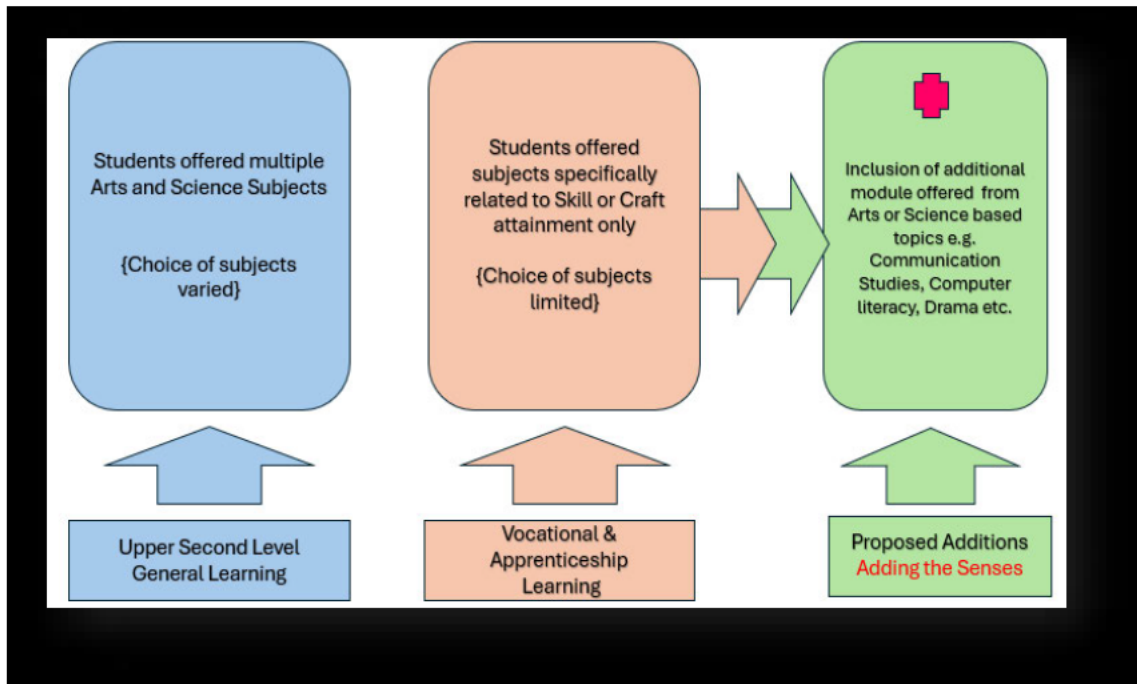 Students offered multiple
Arts and Science Subjects
{Choice of subjects
varied}
Upper Second Level
General Learning
Students offered
subjects specifically
related to Skill or Craft
attainment only
{Choice of subjects
limited}
Vocational &
Apprenticeship
Learning
Inclusion of additional
module offered from
Arts or Science based
topics e.g.
Communication
Studies, Computer
literacy, Drama etc.
Proposed Additions
Adding the Senses